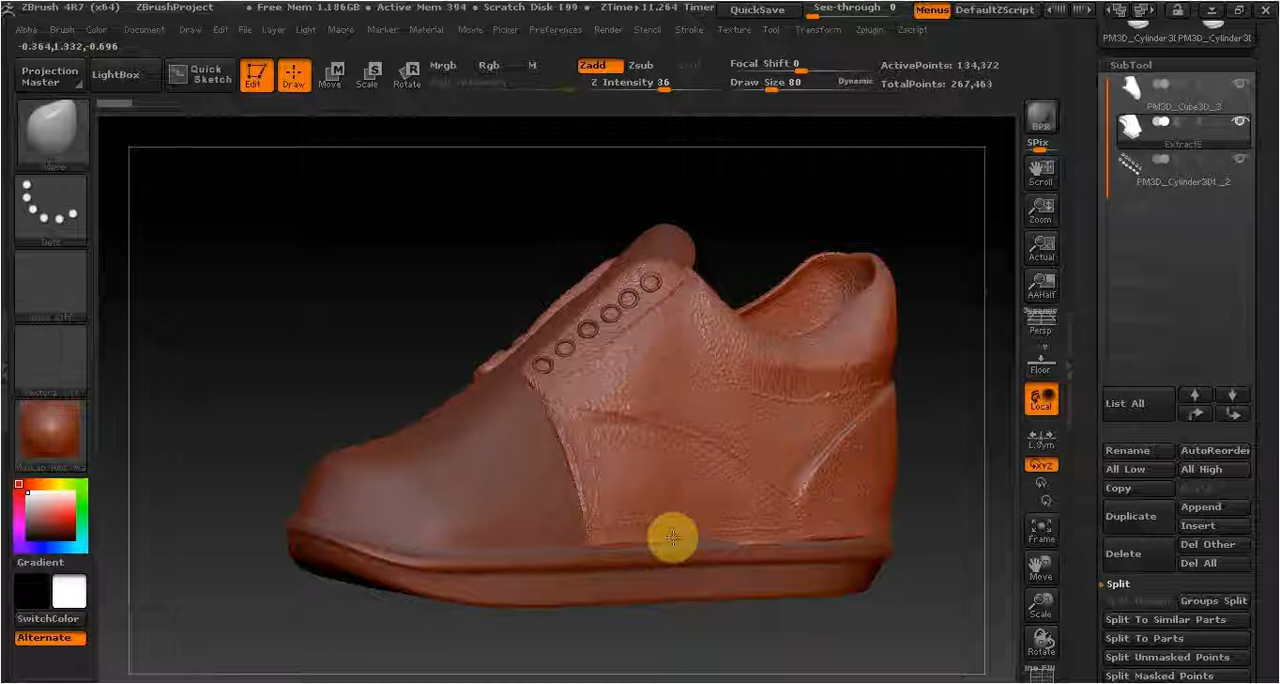 ZBrush 4R7 (x64) ZBrushProject • Free Mem 1.186GB • Active Mem 394 • Scratch Disk 199 • ZTime▸11.264 Timer QuickSave See-through 0 Menus DefaultZScript
Alpha Brush Color Document Draw Edit File Layer Light Macro Marker Material Movie Picker Preferences Render Stencil Stroke Texture Tool Transform Zplugin Zscript
-0.364,1.332,-0.696
PM3D_Cylinder3I PM3D_Cylinder3I
SubTool
Projection Master
LightBox
Quick Sketch
Edit
Draw
Move
Scale
Rotate
Mrgb Rgb M
Zadd Zsub
Z Intensity 36
Focal Shift 0
Draw Size 80
Dynamic
ActivePoints: 134,372
TotalPoints: 267,463
Move
Dots
Gradient
SwitchColor
Alternate
BPR
SPix
Scroll
Zoom
Actual
AAHalf
Dynamic
Persp
Floor
Local
L.Sym
XYZ
Frame
Move
Scale
Rotate
PM3D_Cube3D_3
PM3D_Cylinder3D1_2
List All
Rename AutoReorder
All Low All High
Copy
Duplicate
Append
Insert
Delete
Del Other
Del All
Split
Groups Split
Split To Similar Parts
Split To Parts
Split Unmasked Points
Split Masked Points